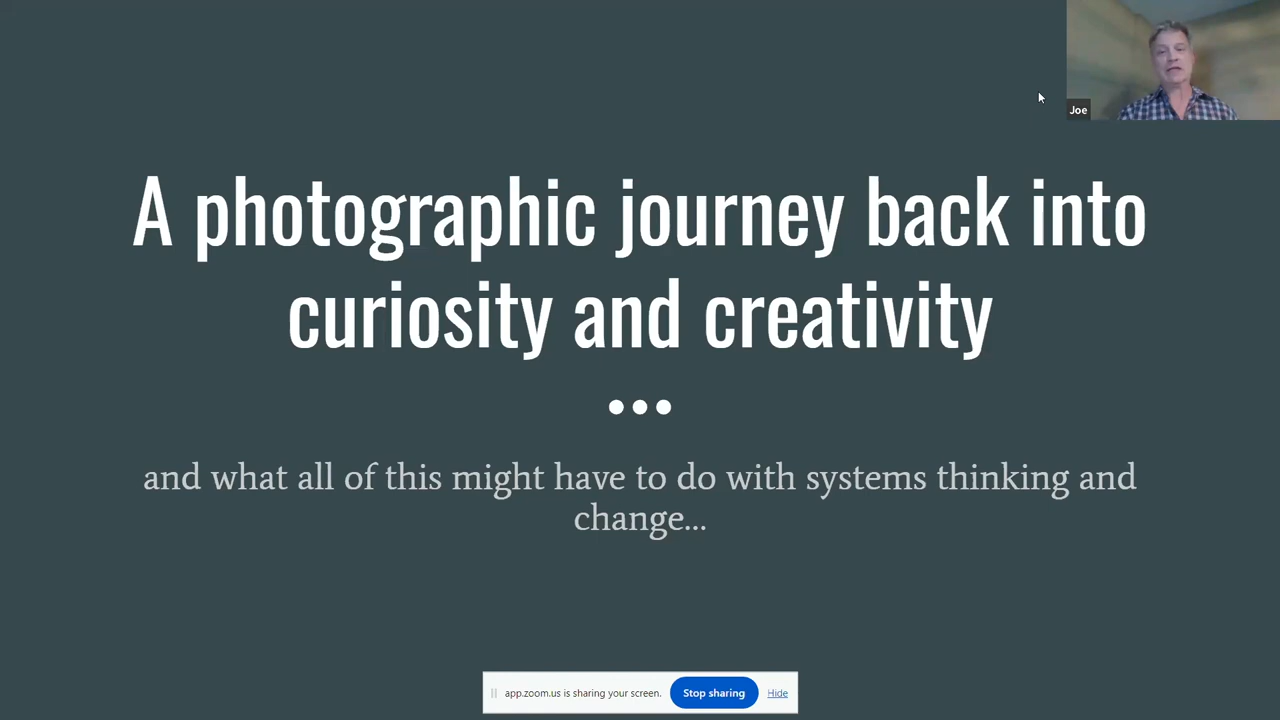 Joe
A photographic journey back into
curiosity and creativity
and what all of this might have to do with systems thinking and
change...
app.zoom.us is sharing your screen.
Stop sharing
Hide